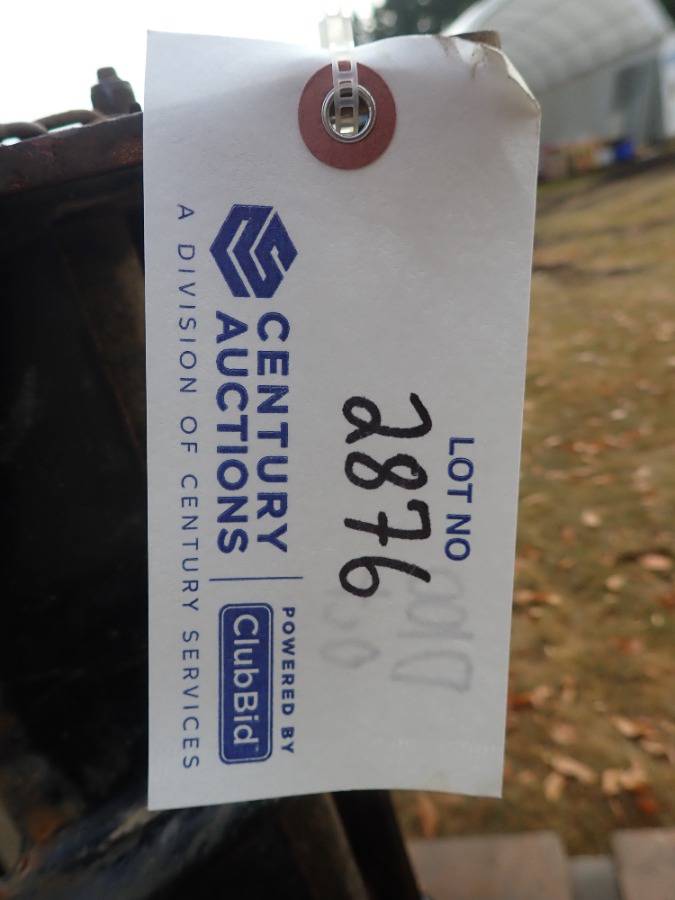 LOT NO
2876
CENTURY
AUCTIONS
POWERED BY
ClubBid
A DIVISION OF CENTURY SERVICES